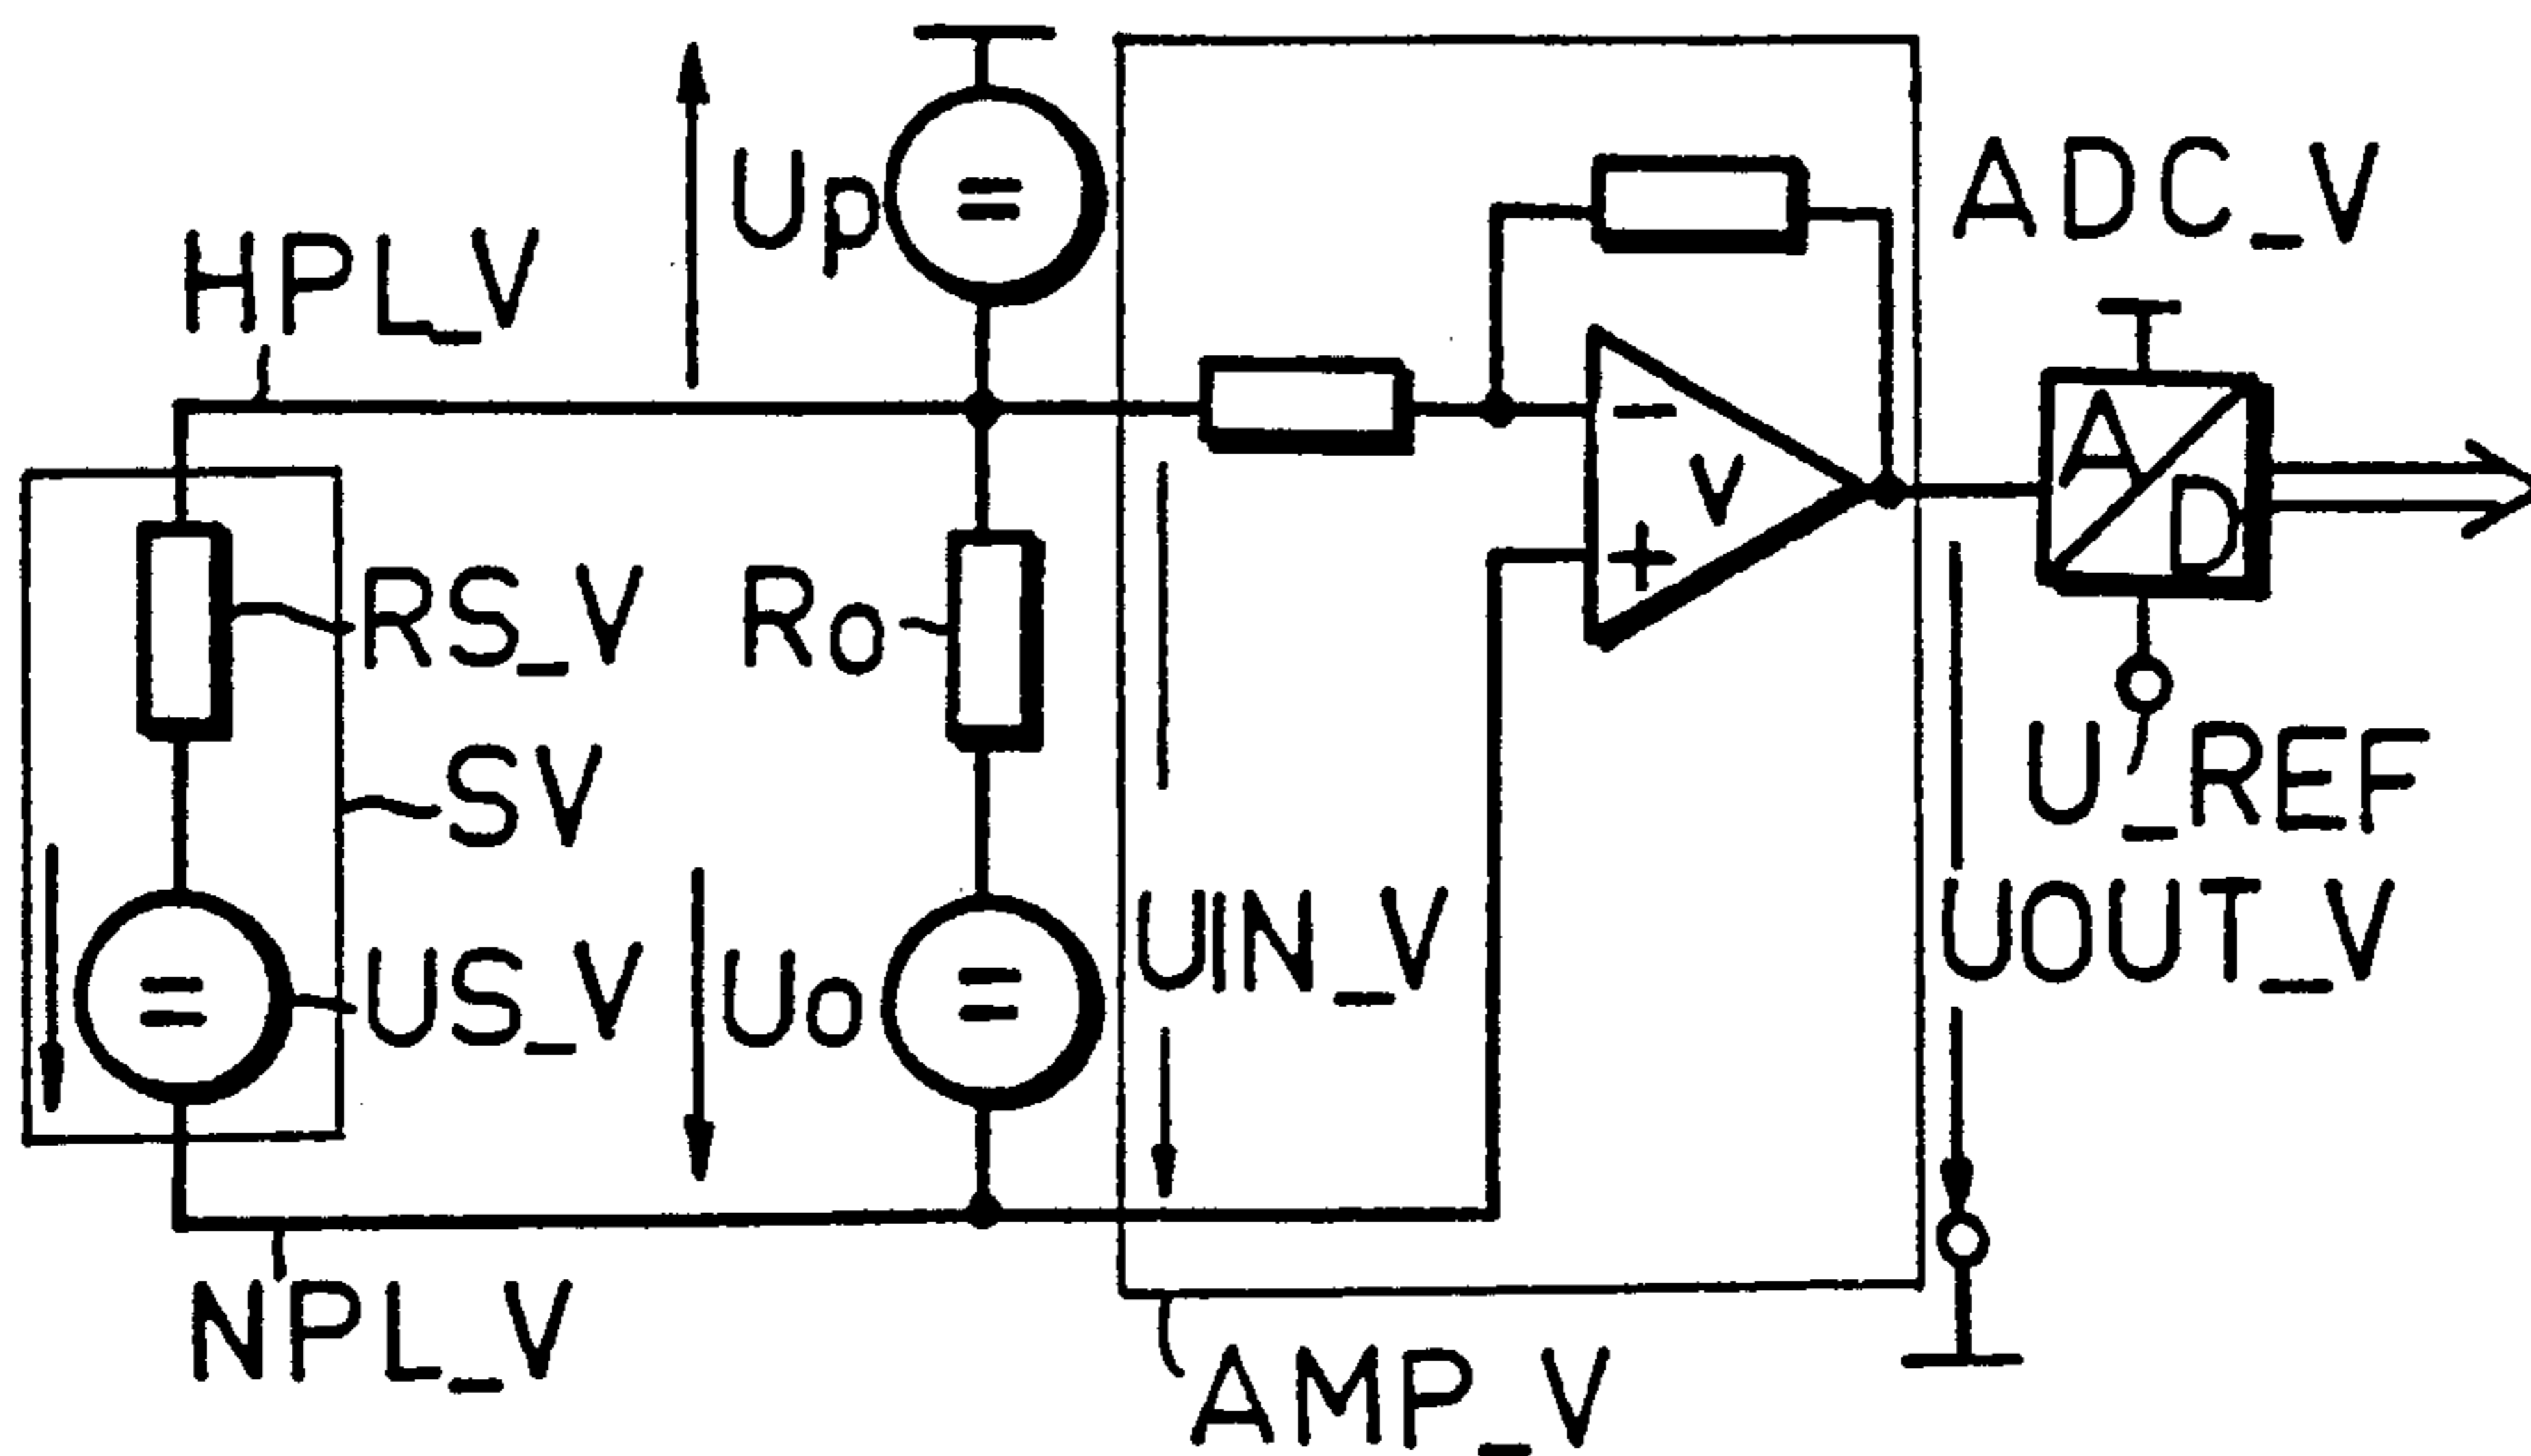 Up
ADC_V
HPL_V
A
D
-
+
V
RS_V
Ro
SV
U_REF
US_V
Uo
UIN_V
UOUT_V
NPL_V
AMP_V